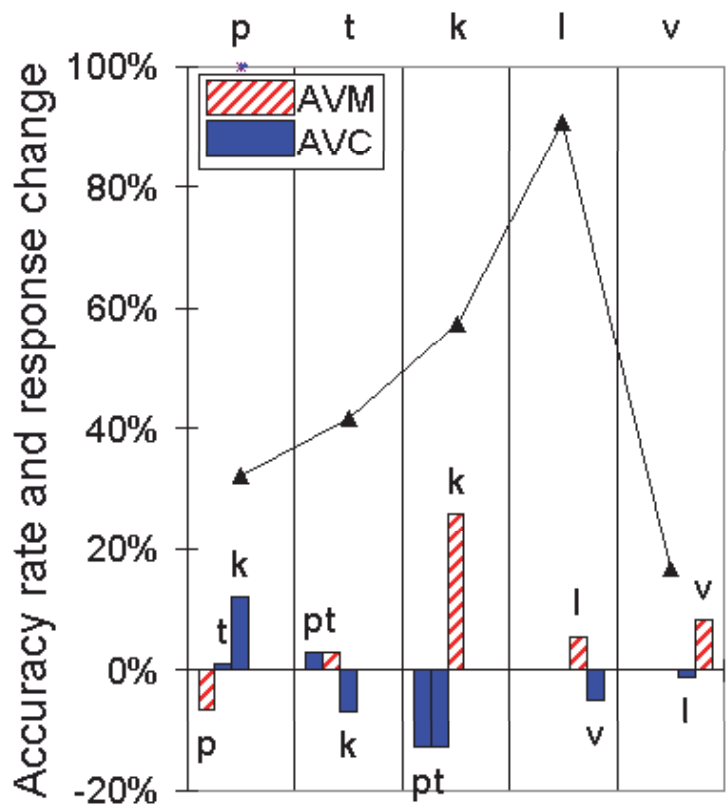 p t k l v
Accuracy rate and response change
100%
80%
60%
40%
20%
0%
-20%
*
AVM
AVC
k
k
t
pt
l
v
p
k
pt
v
l